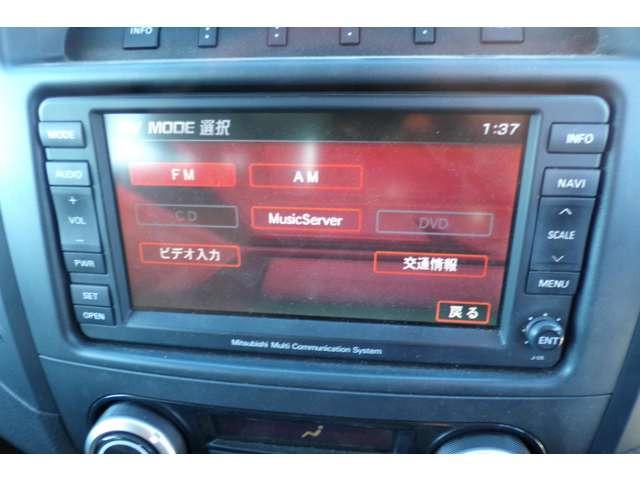 INFO
MODE 選択 1:37
MODE
AUDIO
+
VOL
−
PWR
SET
OPEN
FM AM
CD MusicServer DVD
ビデオ入力 交通情報
戻る
INFO
NAVI
SCALE
MENU
ENT
Mitsubishi Multi Communication System